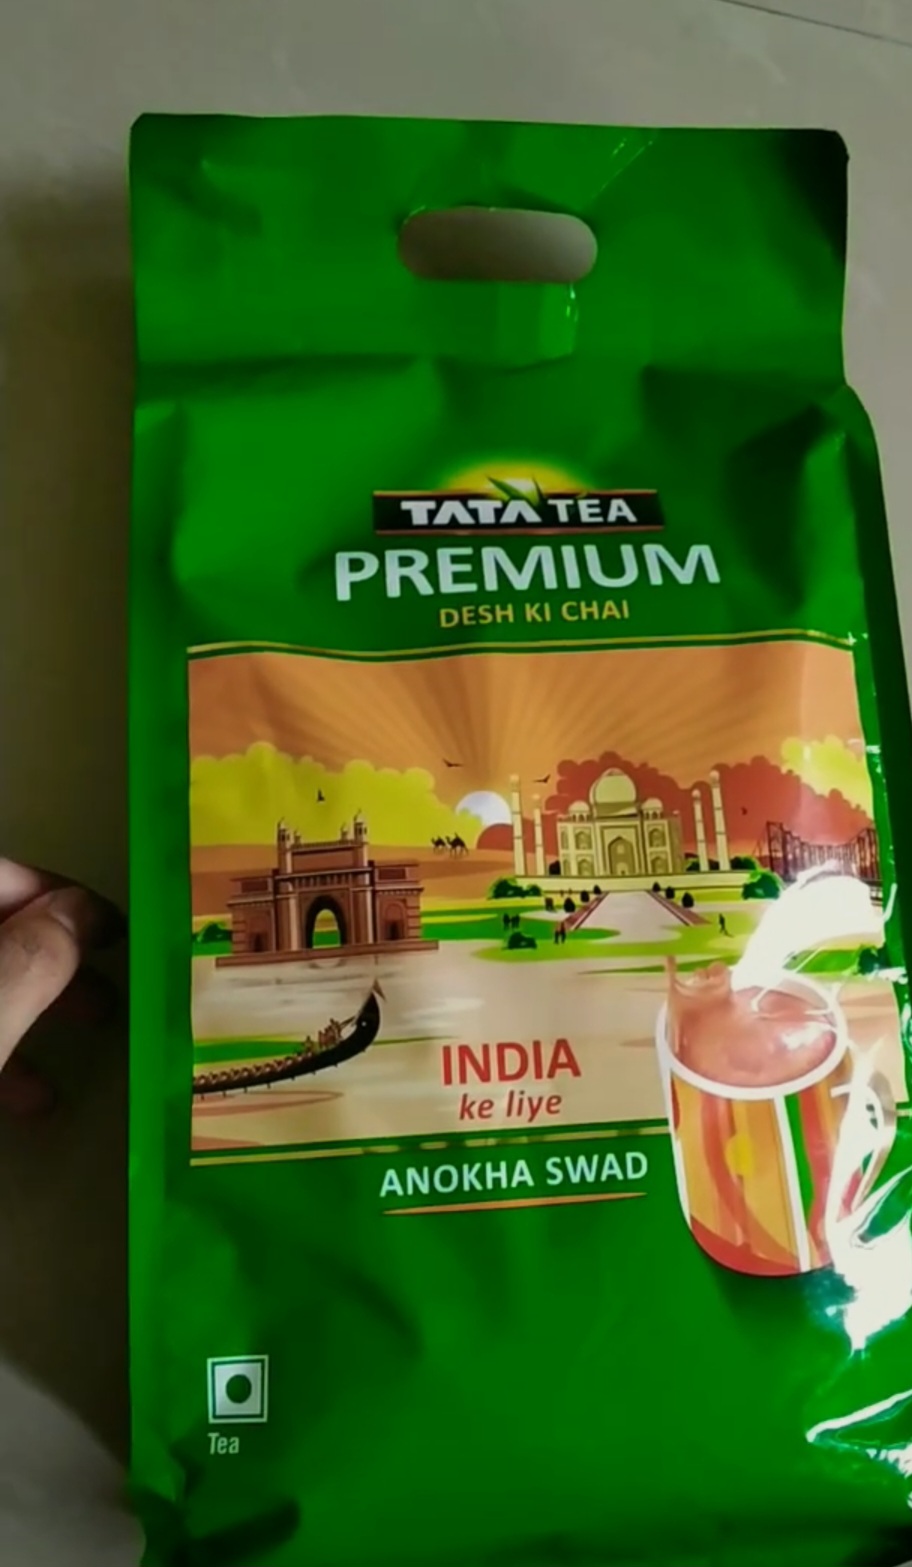 TATA TEA
PREMIUM
DESH KI CHAI
INDIA
ke liye
ANOKHA SWAD
Tea